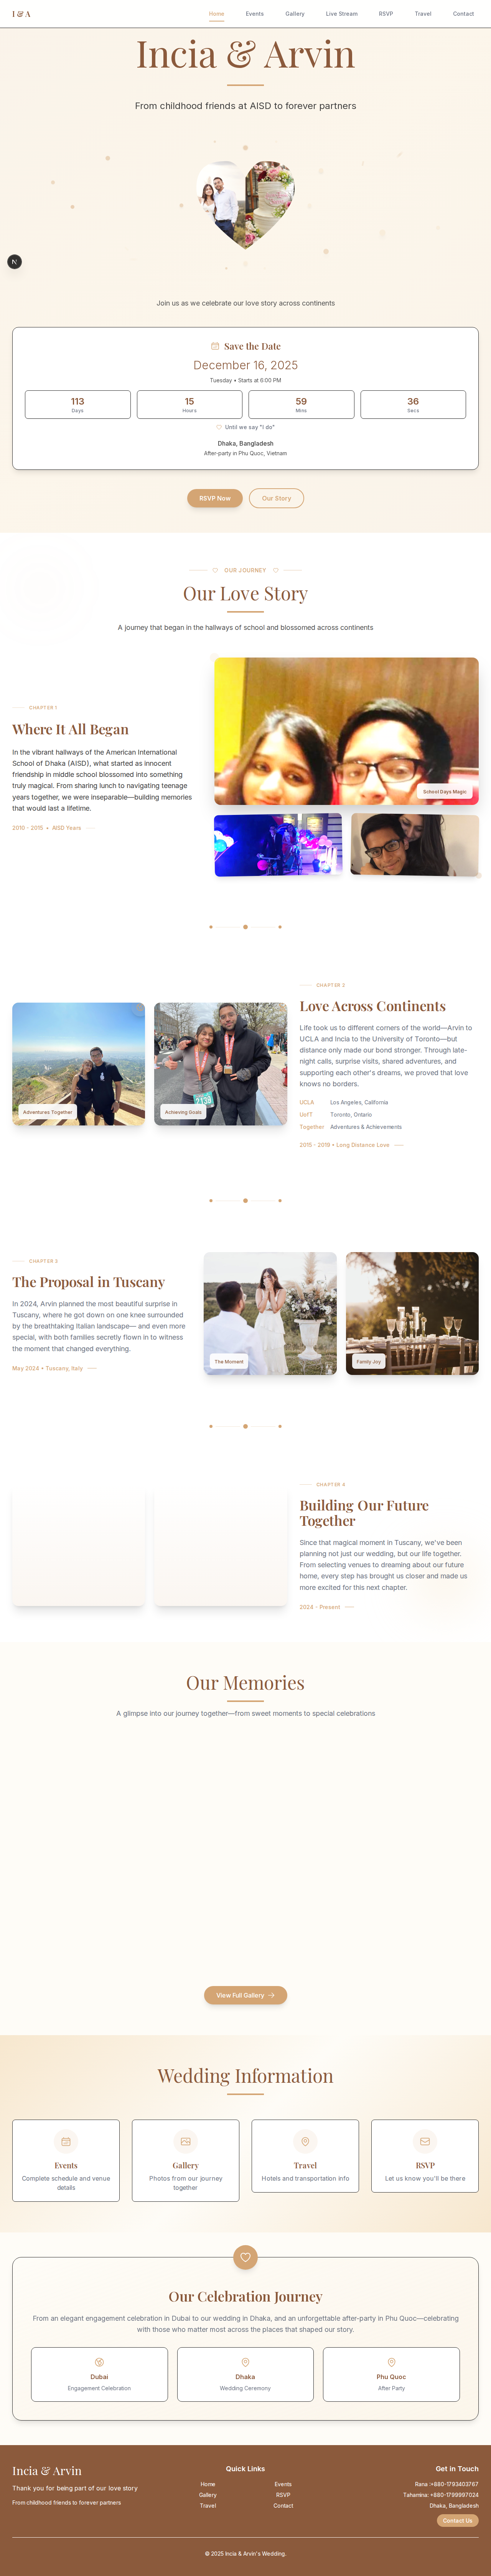 I & A
Home
Events
Gallery
Live Stream
RSVP
Travel
Contact
Incia & Arvin
From childhood friends at AISD to forever partners
N
Join us as we celebrate our love story across continents
Save the Date
December 16, 2025
Tuesday • Starts at 6:00 PM
113
Days
15
Hours
59
Mins
36
Secs
Until we say "I do"
Dhaka, Bangladesh
After-party in Phu Quoc, Vietnam
RSVP Now
Our Story
OUR JOURNEY
Our Love Story
A journey that began in the hallways of school and blossomed across continents
CHAPTER 1
Where It All Began
In the vibrant hallways of the American International
School of Dhaka (AISD), what started as innocent
friendship in middle school blossomed into something
truly magical. From sharing lunch to navigating teenage
years together, we were inseparable—building memories
that would last a lifetime.
2010 - 2015 • AISD Years
School Days Magic
CHAPTER 2
Love Across Continents
Life took us to different corners of the world—Arvin to
UCLA and Incia to the University of Toronto—but
distance only made our bond stronger. Through late-
night calls, surprise visits, shared adventures, and
supporting each other's dreams, we proved that love
knows no borders.
UCLA
Los Angeles, California
UofT
Toronto, Ontario
Together
Adventures & Achievements
2015 - 2019 • Long Distance Love
Adventures Together
Achieving Goals
2139
CHAPTER 3
The Proposal in Tuscany
In 2024, Arvin planned the most beautiful surprise in
Tuscany, where he got down on one knee surrounded
by the breathtaking Italian landscape— and even more
special, with both families secretly flown in to witness
the moment that changed everything.
May 2024 • Tuscany, Italy
The Moment
Family Joy
CHAPTER 4
Building Our Future
Together
Since that magical moment in Tuscany, we've been
planning not just our wedding, but our life together.
From selecting venues to dreaming about our future
home, every step has brought us closer and made us
more excited for this next chapter.
2024 - Present
Our Memories
A glimpse into our journey together—from sweet moments to special celebrations
View Full Gallery
Wedding Information
Events
Complete schedule and venue
details
Gallery
Photos from our journey
together
Travel
Hotels and transportation info
RSVP
Let us know you'll be there
Our Celebration Journey
From an elegant engagement celebration in Dubai to our wedding in Dhaka, and an unforgettable after-party in Phu Quoc—celebrating
with those who matter most across the places that shaped our story.
Dubai
Engagement Celebration
Dhaka
Wedding Ceremony
Phu Quoc
After Party
Incia & Arvin
Thank you for being part of our love story
From childhood friends to forever partners
Quick Links
Home
Events
Gallery
RSVP
Travel
Contact
Get in Touch
Rana :+880-1793403767
Tahamina: +880-1799997024
Dhaka, Bangladesh
Contact Us
© 2025 Incia & Arvin's Wedding.